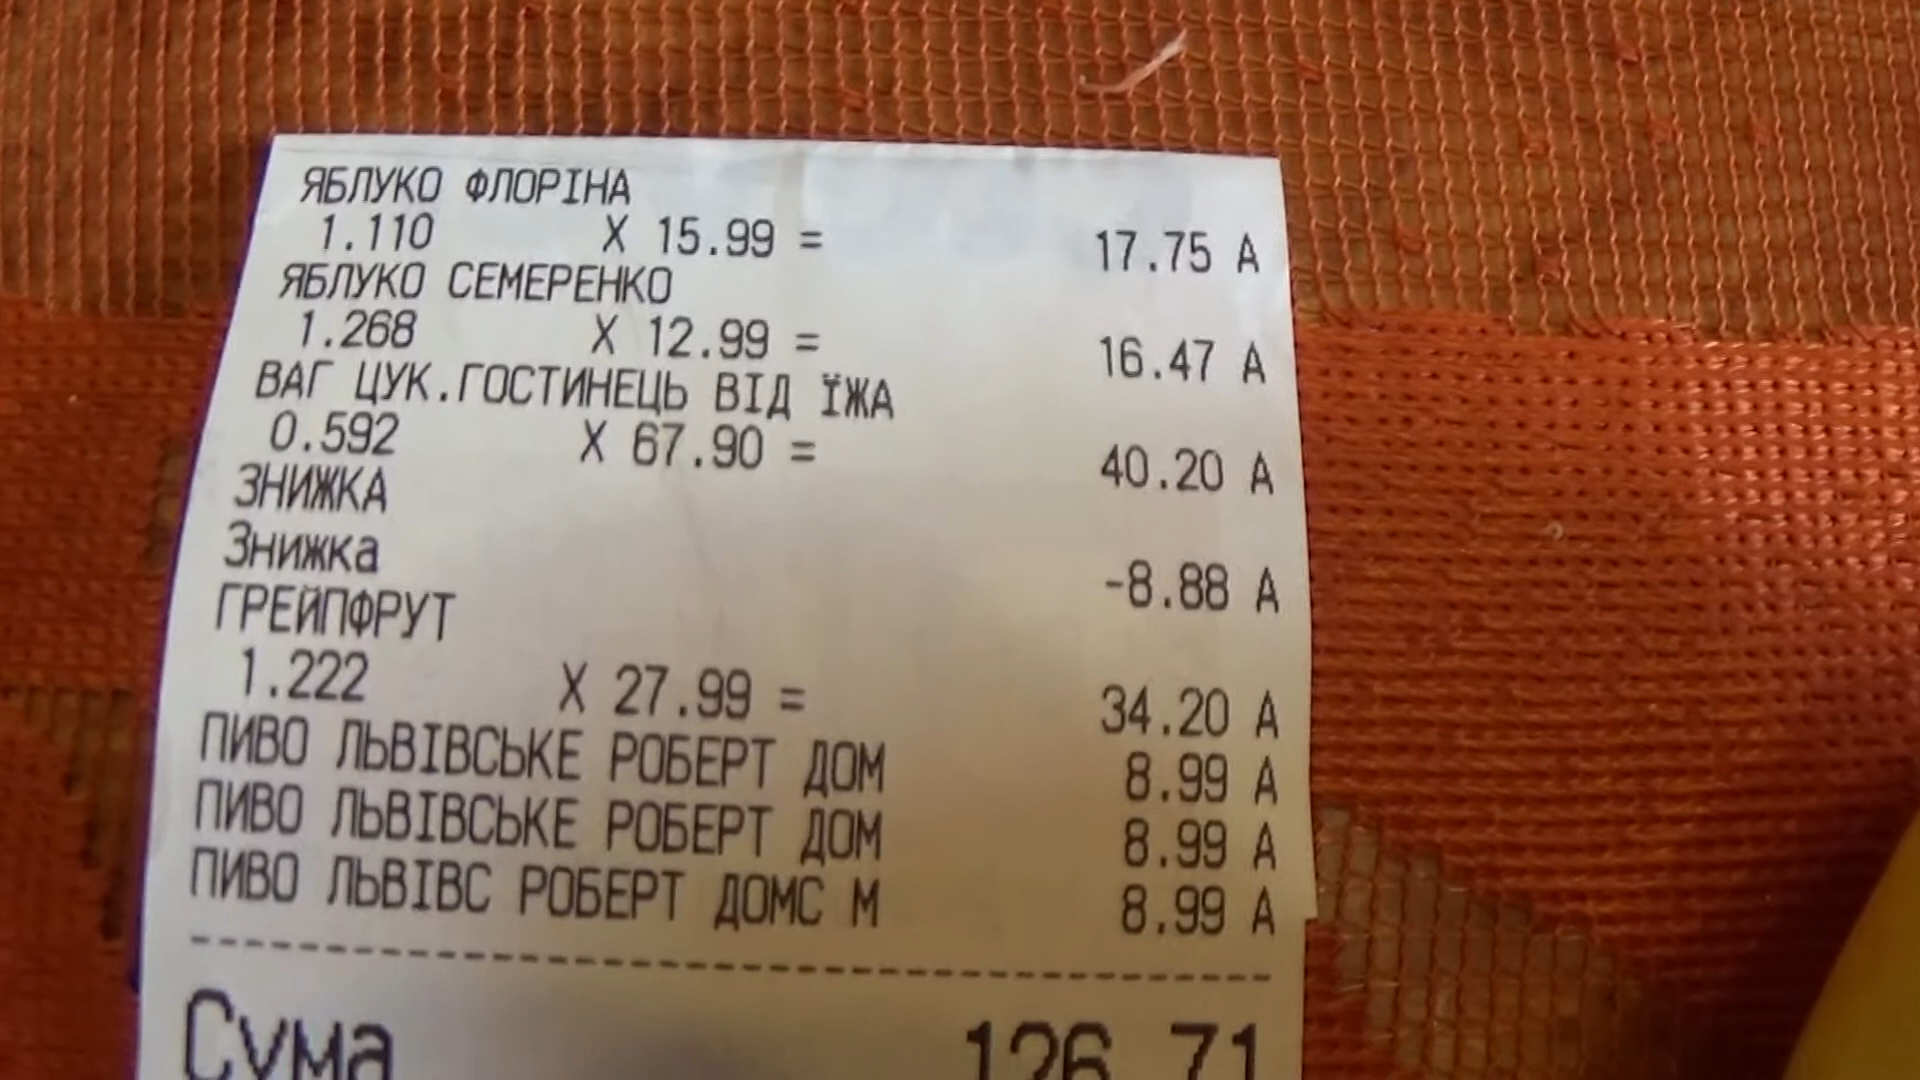 ЯБЛУКО ФЛОРІНА
1.110 X 15.99 = 17.75 А
ЯБЛУКО СЕМЕРЕНКО
1.268 X 12.99 = 16.47 А
ВАГ ЦУК.ГОСТИНЕЦЬ ВІД ЇЖА
0.592 X 67.90 = 40.20 А
ЗНИЖКА
Знижка -8.88 А
ГРЕЙПФРУТ
1.222 X 27.99 = 34.20 А
ПИВО ЛЬВІВСЬКЕ РОБЕРТ ДОМ 8.99 А
ПИВО ЛЬВІВСЬКЕ РОБЕРТ ДОМ 8.99 А
ПИВО ЛЬВІВС РОБЕРТ ДОМС М 8.99 А
Сума 126.71